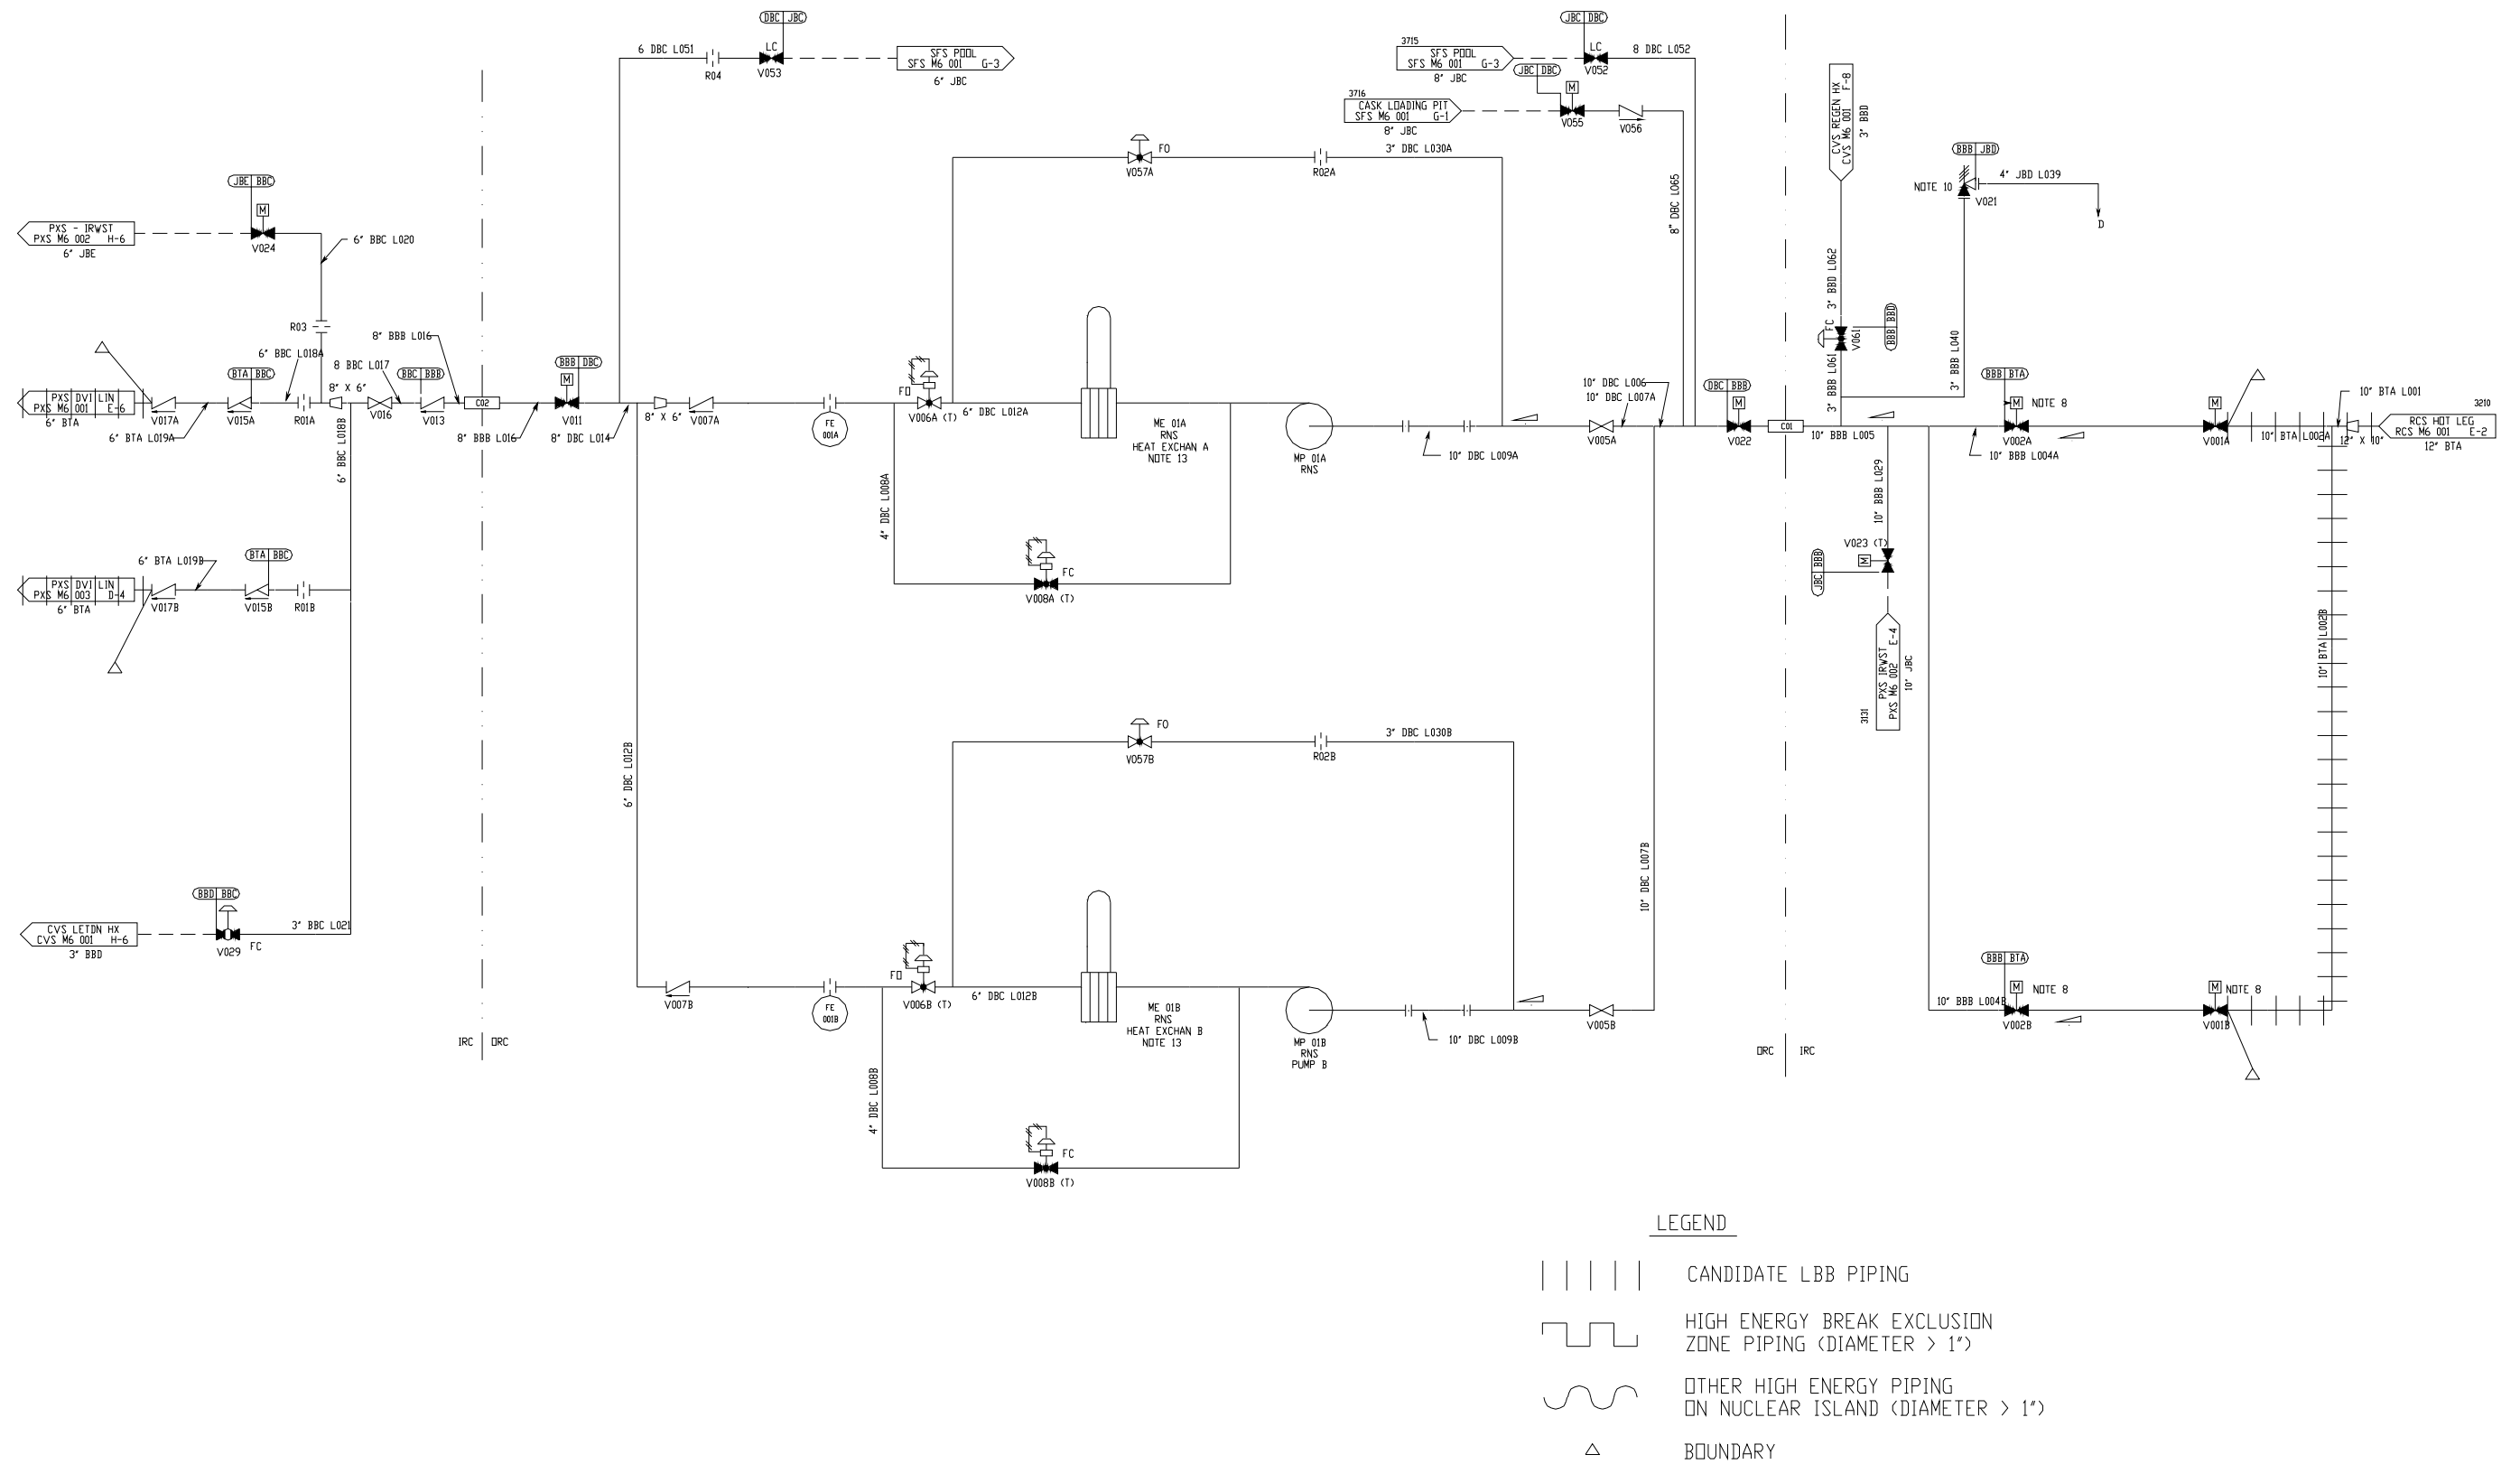 DBC JBC
6 DBC L051
R04
LC
V053
SFS POOL
SFS M6 001 G-3
6" JBC
JBC DBC
3715
SFS POOL
SFS M6 001 G-3
8" JBC
LC
V052
8 DBC L052
JBC DBC
M
3716
CASK LOADING PIT
SFS M6 001 G-1
8" JBC
V055
V056
FO
V057A
R02A
3" DBC L030A
8" DBC L065
CVS REGEN HX
CVS M6 001 F-8
3" BBD
BBB JBD
NOTE 10
V021
4" JBD L039
D
JBE BBC
M
PXS - IRWST
PXS M6 002 H-6
6" JBE
V024
6" BBC L020
R03
8" BBB L016
6" BBC L018A
8 BBC L017
BTA BBC
8" X 6"
BBC BBB
PXS DVI LIN
PXS M6 001 E-6
6" BTA
V017A
6" BTA L019A
V015A
R01A
V016
V013
C02
8" BBB L016
BBB DBC
M
V011
8" DBC L014
8" X 6"
V007A
FE
001A
FO
V006A (T)
6" DBC L012A
ME 01A
RNS
HEAT EXCHAN A
NOTE 13
MP 01A
RNS
10" DBC L009A
10" DBC L006
10" DBC L007A
V005A
DBC BBB
M
V022
C01
10" BBB L005
3" BBD L062
FC
V061
BBB BBD
3" BBB L061
3" BBB L040
BBB BTA
M
NOTE 8
V002A
10" BBB L004A
M
V001A
10" BTA L002A
10" BTA L001
12" X 10"
3210
RCS HOT LEG
RCS M6 001 E-2
12" BTA
6" BBC L018B
4" DBC L008A
10" BBB L029
FC
V008A (T)
V023 (T)
M
JBC BBB
PXS IRWST
PXS M6 002 E-4
3131
10" JBC
6" BTA L019B
BTA BBC
PXS DVI LIN
PXS M6 003 D-4
6" BTA
V017B
V015B
R01B
10" BTA L002B
6" DBC L012B
FO
V057B
R02B
3" DBC L030B
10" DBC L007B
BBD BBC
CVS LETDN HX
CVS M6 001 H-6
3" BBD
V029
FC
3" BBC L021
V007B
FE
001B
FO
V006B (T)
6" DBC L012B
ME 01B
RNS
HEAT EXCHAN B
NOTE 13
MP 01B
RNS
PUMP B
10" DBC L009B
V005B
BBB BTA
M
NOTE 8
10" BBB L004B
V002B
M
NOTE 8
V001B
IRC
ORC
ORC
IRC
4" DBC L008B
FC
V008B (T)
LEGEND
CANDIDATE LBB PIPING
HIGH ENERGY BREAK EXCLUSION
ZONE PIPING (DIAMETER > 1")
OTHER HIGH ENERGY PIPING
ON NUCLEAR ISLAND (DIAMETER > 1")
BOUNDARY